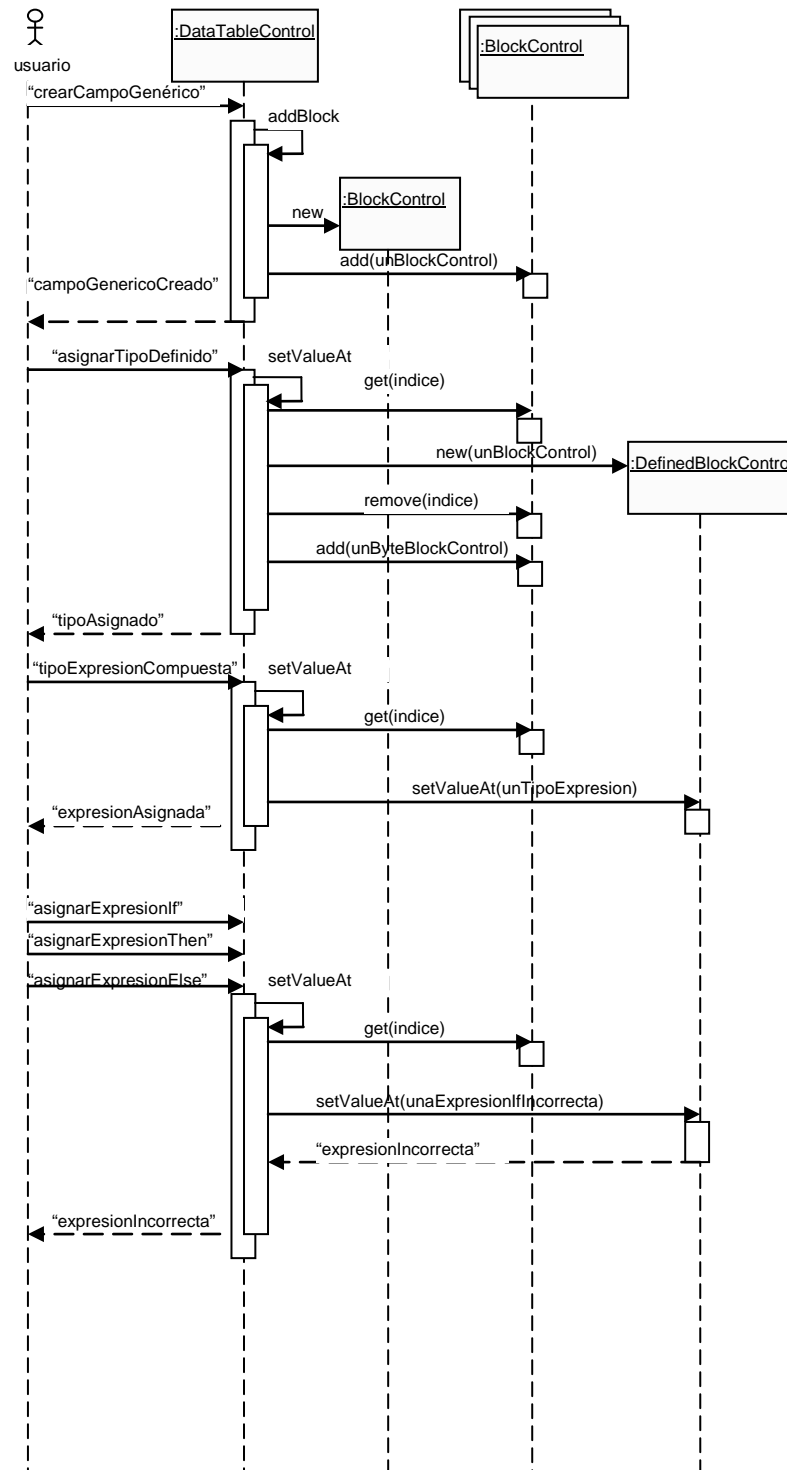 :DataTableControl
:BlockControl
usuario
“crearCampoGenérico”
addBlock
:BlockControl
new
add(unBlockControl)
“campoGenericoCreado”
“asignarTipoDefinido”
setValueAt
get(indice)
new(unBlockControl)
:DefinedBlockContro
remove(indice)
add(unByteBlockControl)
“tipoAsignado”
“tipoExpresionCompuesta”
setValueAt
get(indice)
setValueAt(unTipoExpresion)
“expresionAsignada”
“asignarExpresionIf”
“asignarExpresionThen”
“asignarExpresionElse”
setValueAt
get(indice)
setValueAt(unaExpresionIfIncorrecta)
“expresionIncorrecta”
“expresionIncorrecta”